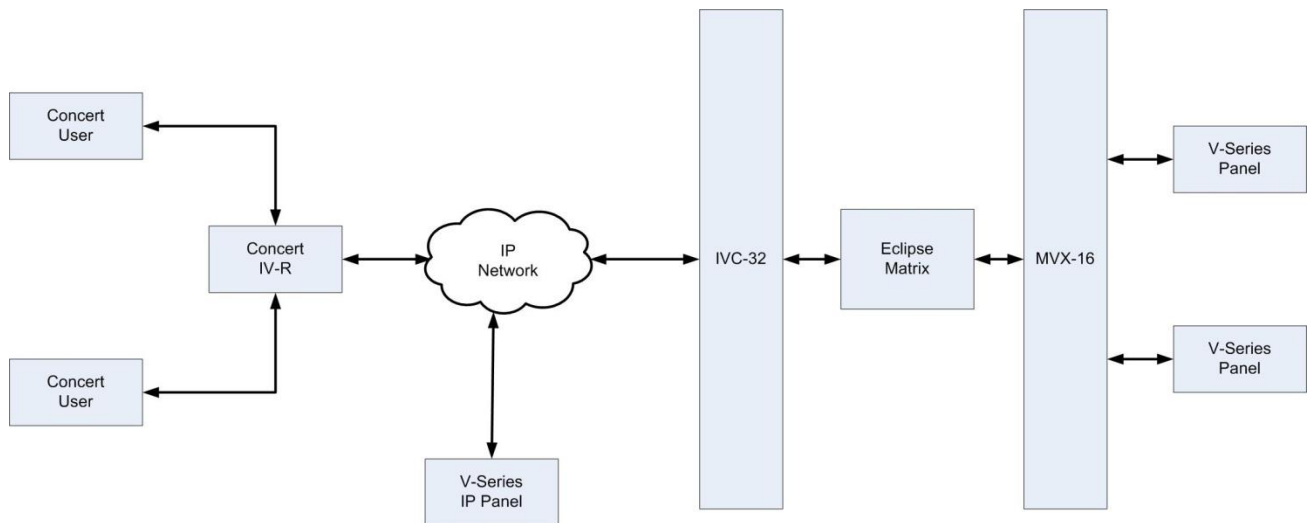 Concert
User
Concert
IV-R
Concert
User
IP
Network
V-Series
IP Panel
IVC-32
Eclipse
Matrix
MVX-16
V-Series
Panel
V-Series
Panel